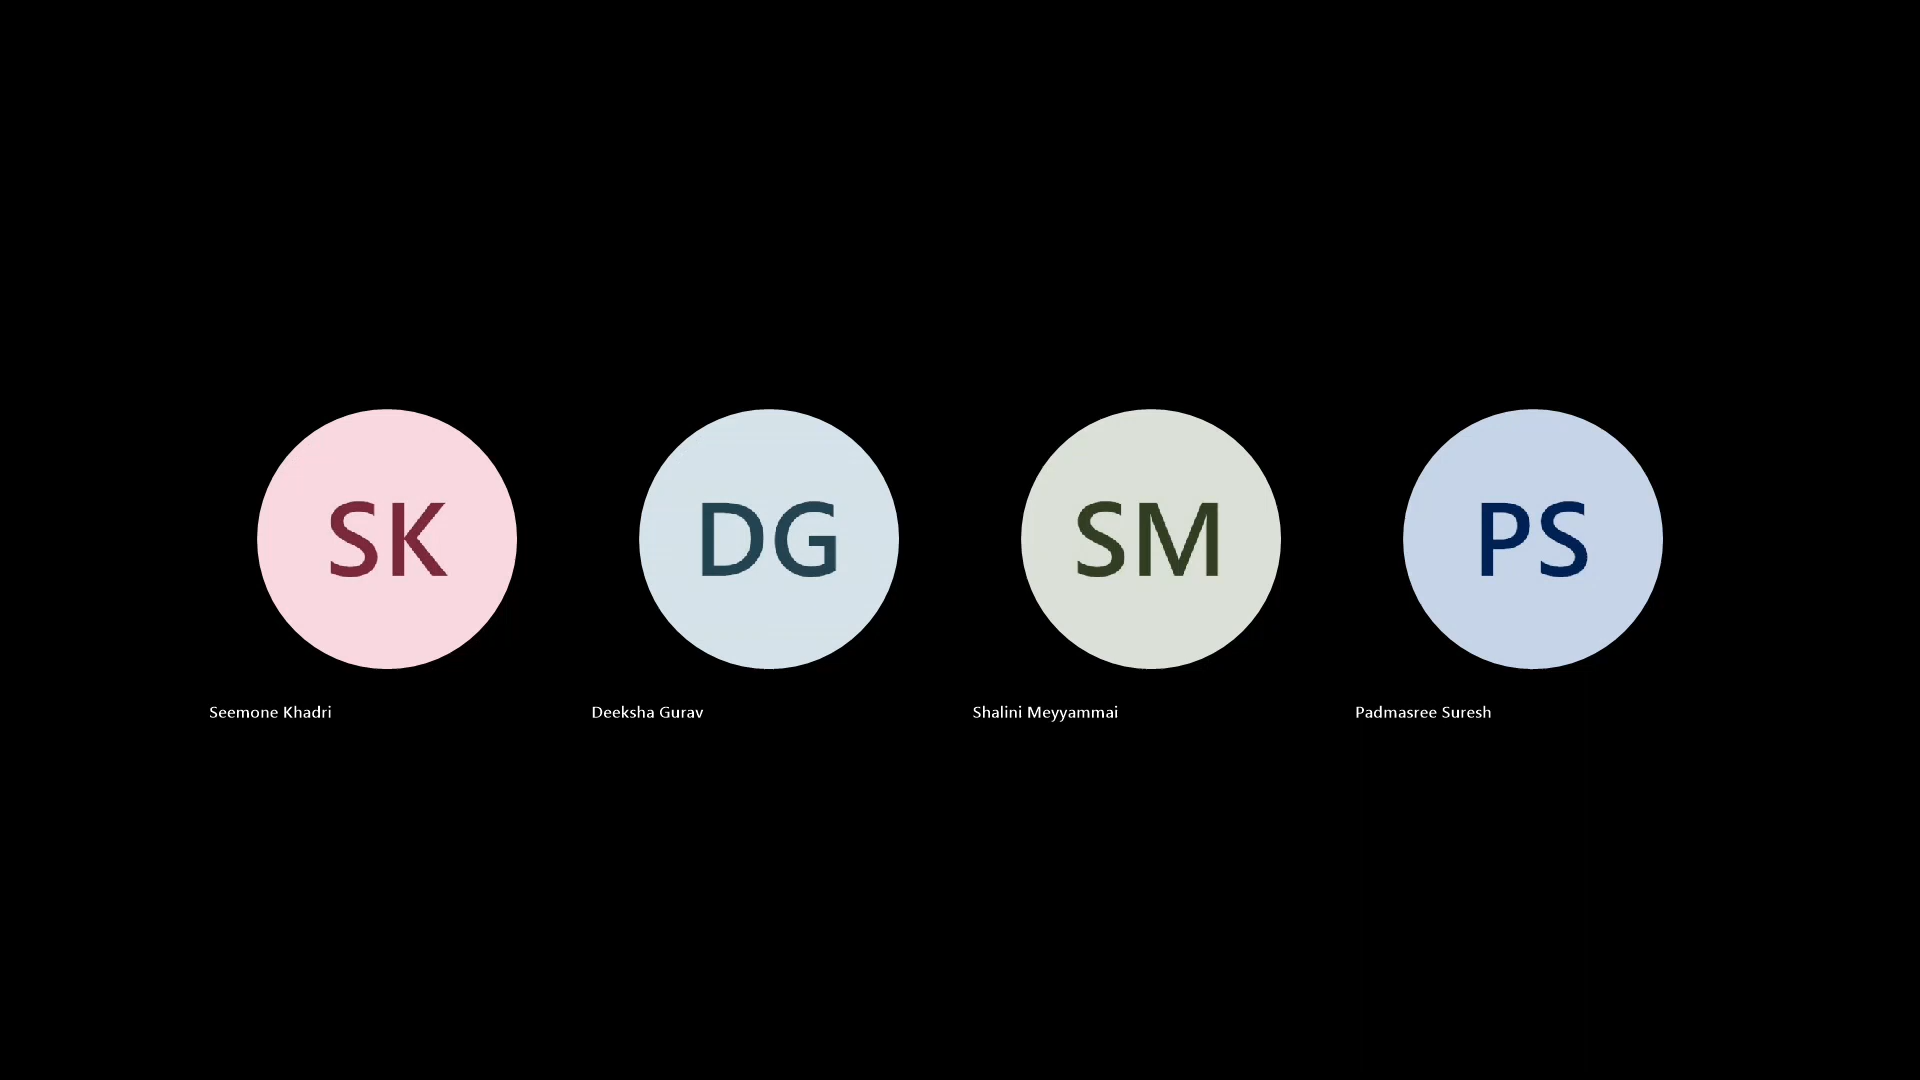 SK
DG
SM
PS
Seemone Khadri
Deeksha Gurav
Shalini Meyyammai
Padmasree Suresh